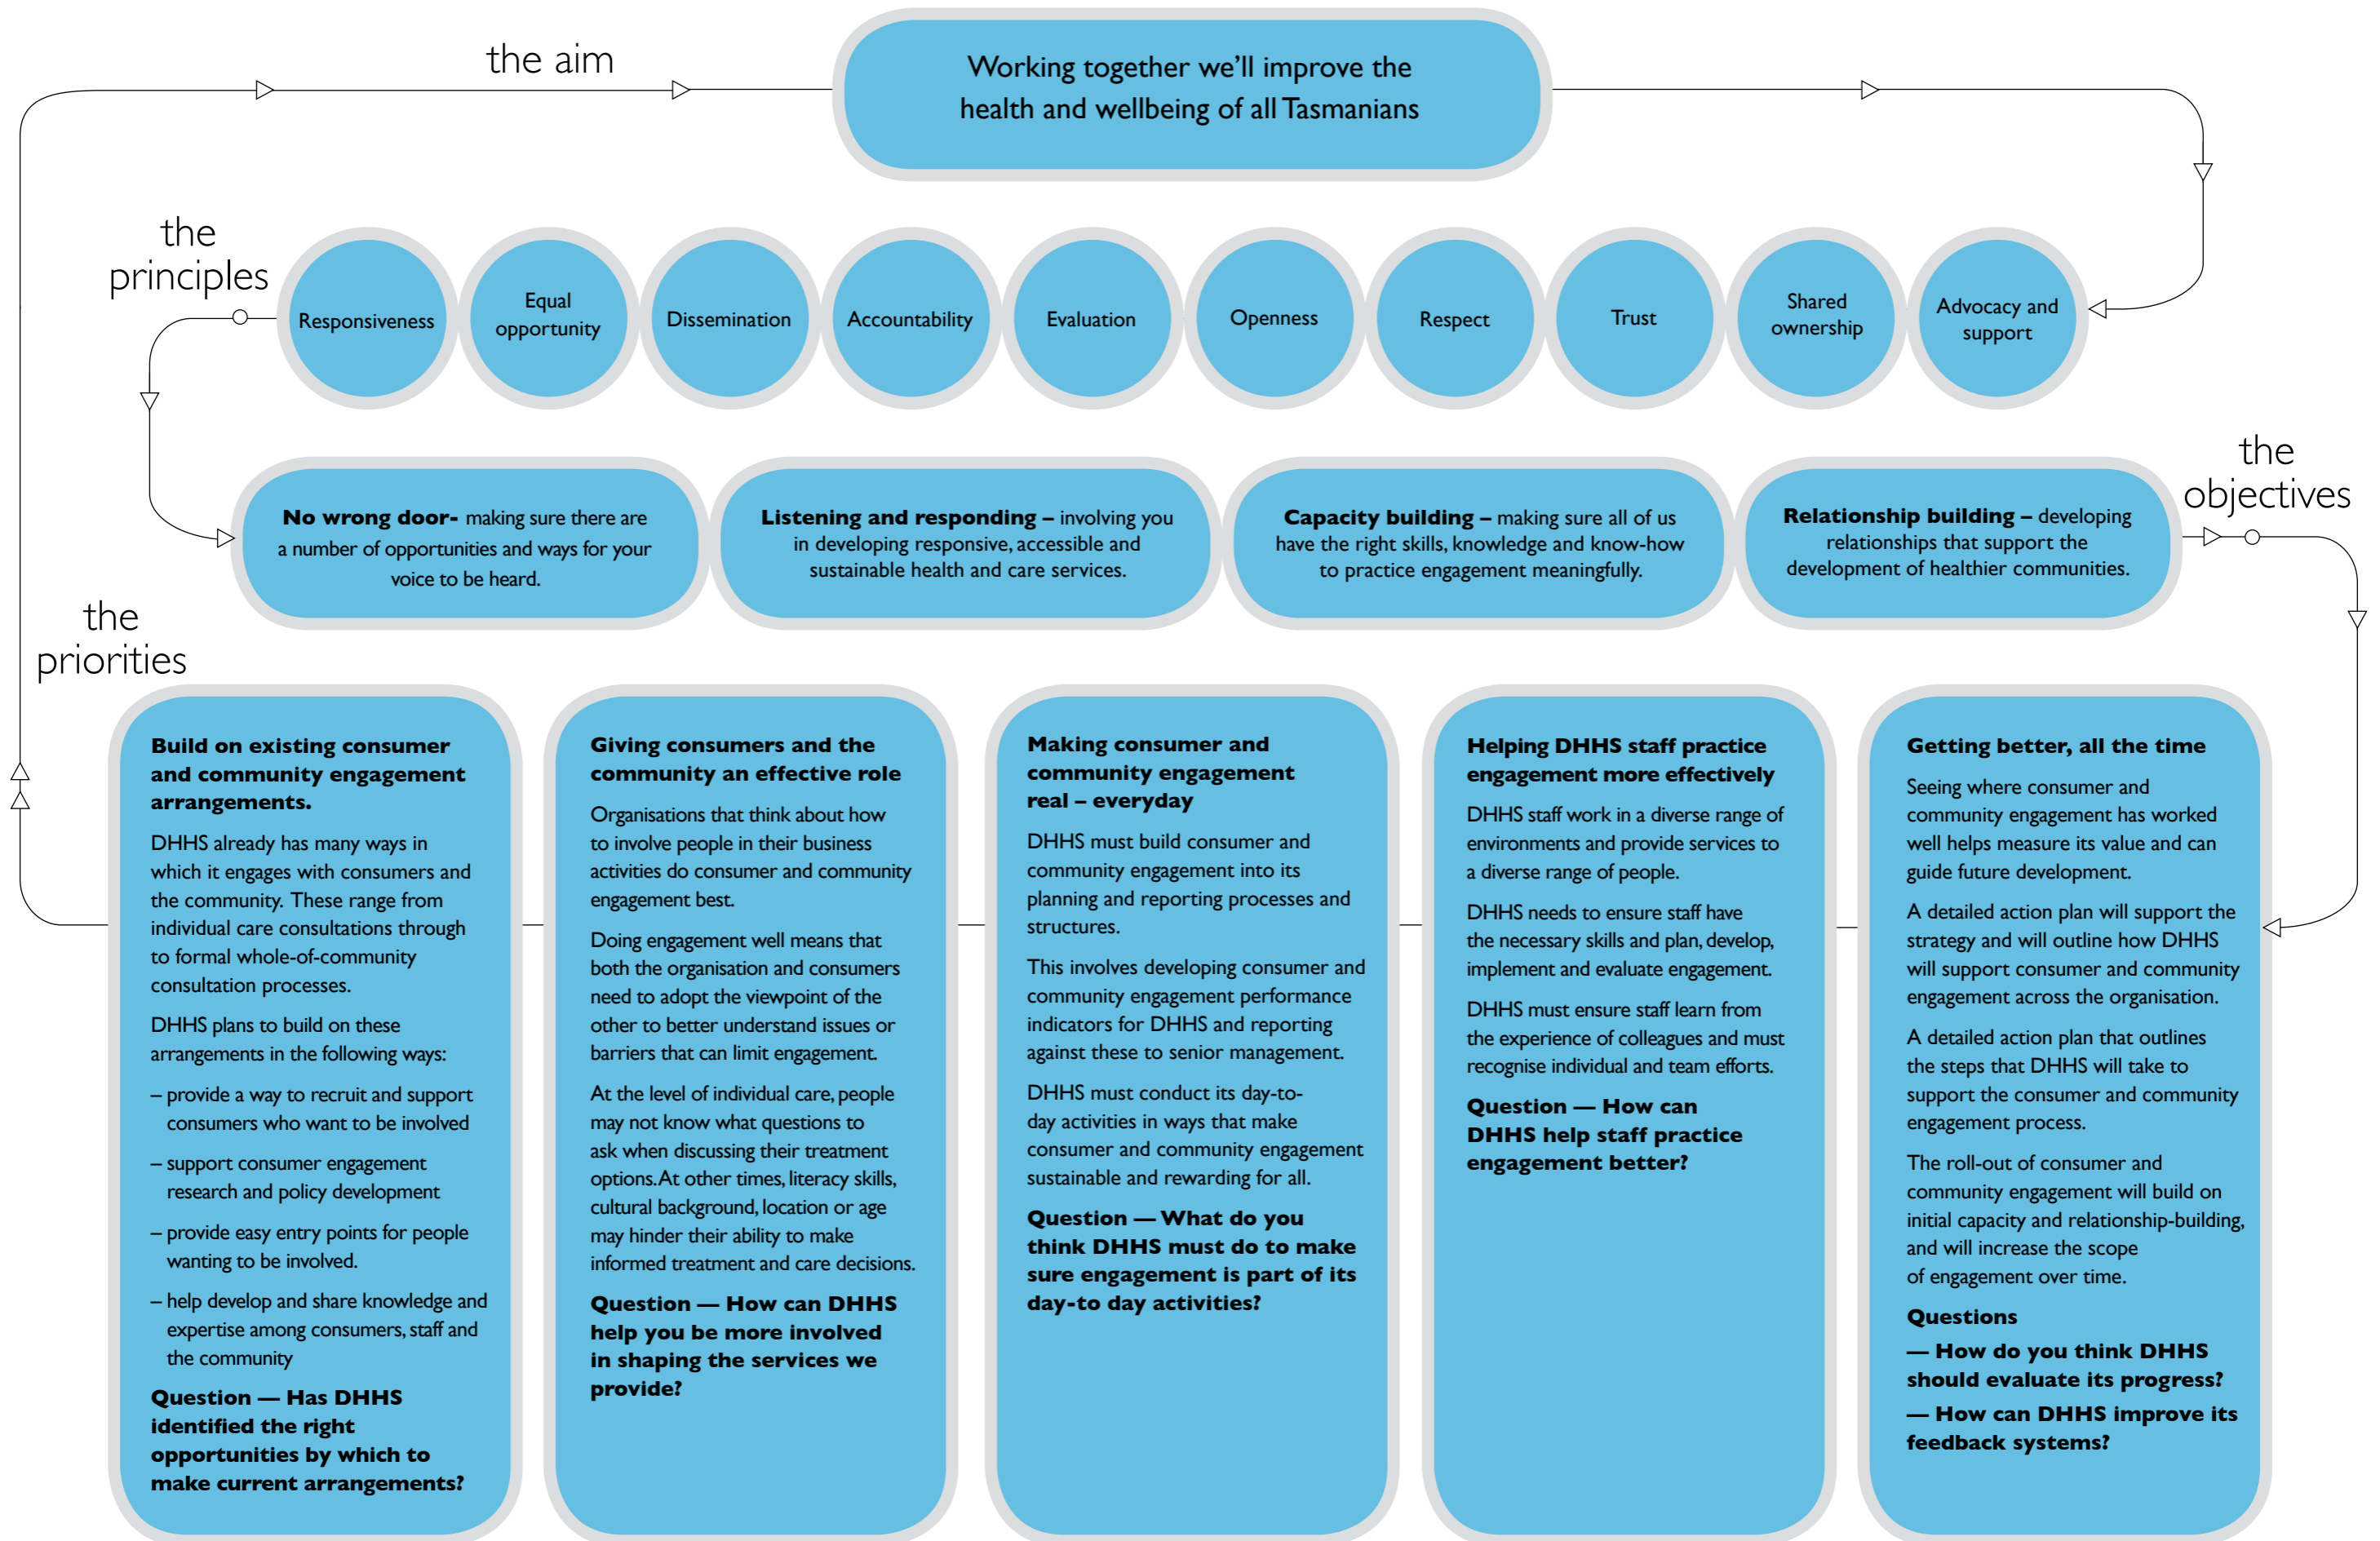 the aim
Working together we'll improve the
health and wellbeing of all Tasmanians
the
principles
Responsiveness
Equal
opportunity
Dissemination
Accountability
Evaluation
Openness
Respect
Trust
Shared
ownership
Advocacy and
support
the
objectives
No wrong door- making sure there are
a number of opportunities and ways for your
voice to be heard.
Listening and responding – involving you
in developing responsive, accessible and
sustainable health and care services.
Capacity building – making sure all of us
have the right skills, knowledge and know-how
to practice engagement meaningfully.
Relationship building – developing
relationships that support the
development of healthier communities.
the
priorities
Build on existing consumer
and community engagement
arrangements.
DHHS already has many ways in
which it engages with consumers and
the community. These range from
individual care consultations through
to formal whole-of-community
consultation processes.
DHHS plans to build on these
arrangements in the following ways:
– provide a way to recruit and support
consumers who want to be involved
– support consumer engagement
research and policy development
– provide easy entry points for people
wanting to be involved.
– help develop and share knowledge and
expertise among consumers, staff and
the community
Question — Has DHHS
identified the right
opportunities by which to
make current arrangements?
Giving consumers and the
community an effective role
Organisations that think about how
to involve people in their business
activities do consumer and community
engagement best.
Doing engagement well means that
both the organisation and consumers
need to adopt the viewpoint of the
other to better understand issues or
barriers that can limit engagement.
At the level of individual care, people
may not know what questions to
ask when discussing their treatment
options. At other times, literacy skills,
cultural background, location or age
may hinder their ability to make
informed treatment and care decisions.
Question — How can DHHS
help you be more involved
in shaping the services we
provide?
Making consumer and
community engagement
real – everyday
DHHS must build consumer and
community engagement into its
planning and reporting processes and
structures.
This involves developing consumer and
community engagement performance
indicators for DHHS and reporting
against these to senior management.
DHHS must conduct its day-to-
day activities in ways that make
consumer and community engagement
sustainable and rewarding for all.
Question — What do you
think DHHS must do to make
sure engagement is part of its
day-to day activities?
Helping DHHS staff practice
engagement more effectively
DHHS staff work in a diverse range of
environments and provide services to
a diverse range of people.
DHHS needs to ensure staff have
the necessary skills and plan, develop,
implement and evaluate engagement.
DHHS must ensure staff learn from
the experience of colleagues and must
recognise individual and team efforts.
Question — How can
DHHS help staff practice
engagement better?
Getting better, all the time
Seeing where consumer and
community engagement has worked
well helps measure its value and can
guide future development.
A detailed action plan will support the
strategy and will outline how DHHS
will support consumer and community
engagement across the organisation.
A detailed action plan that outlines
the steps that DHHS will take to
support the consumer and community
engagement process.
The roll-out of consumer and
community engagement will build on
initial capacity and relationship-building,
and will increase the scope
of engagement over time.
Questions
— How do you think DHHS
should evaluate its progress?
— How can DHHS improve its
feedback systems?